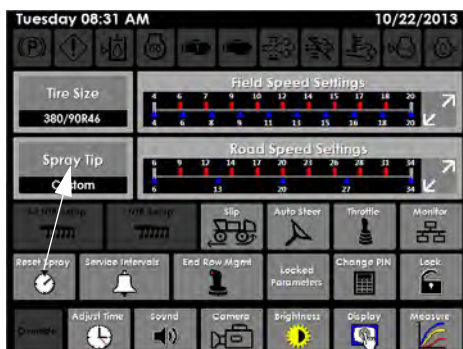 Tuesday 08:31 AM 10/22/2013
Tire Size
380/90R46
Field Speed Settings
4 6 7 9 10 12 14 15 17 18 20
4 6 8 9 11 13 15 16 18 20
Spray Tip
Custom
Road Speed Settings
6 9 12 14 17 20 23 26 28 31 34
6 13 20 27 34
Slip
Auto Steer
Throttle
Monitor
Reset Spray
Service Intervals
End Row Mgmt
Locked
Parameters
Change PIN
Lock
Override
Adjust Time
Sound
Camera
Brightness
Display
Measure